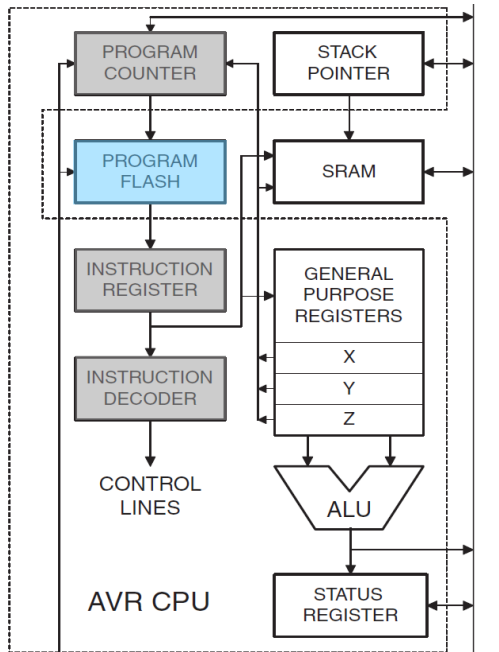 PROGRAM
COUNTER
STACK
POINTER
PROGRAM
FLASH
SRAM
INSTRUCTION
REGISTER
GENERAL
PURPOSE
REGISTERS
X
Y
Z
INSTRUCTION
DECODER
CONTROL
LINES
ALU
STATUS
REGISTER
AVR CPU